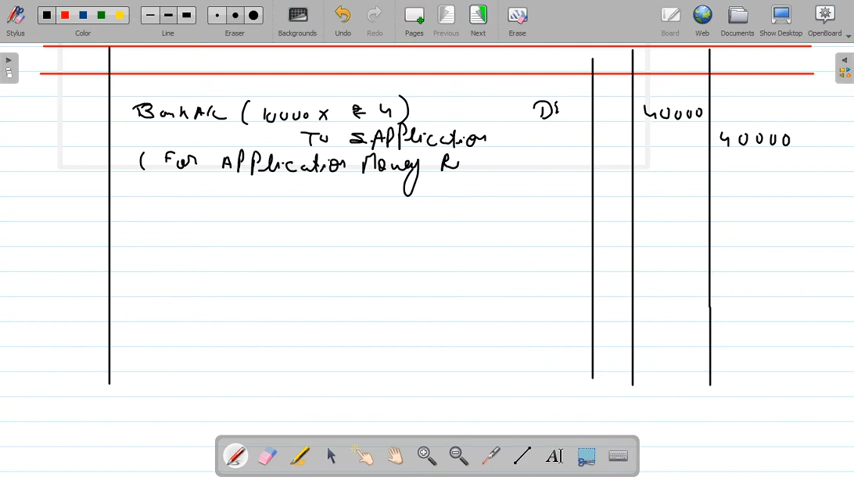 Stylus Color Line Eraser Backgrounds Undo Redo Pages Previous Next Erase Board Web Documents Show Desktop OpenBoard
Bank A/c ( 10000 x ₹ 4 ) Dr 40000
To S Application 40000
( For Application Money R